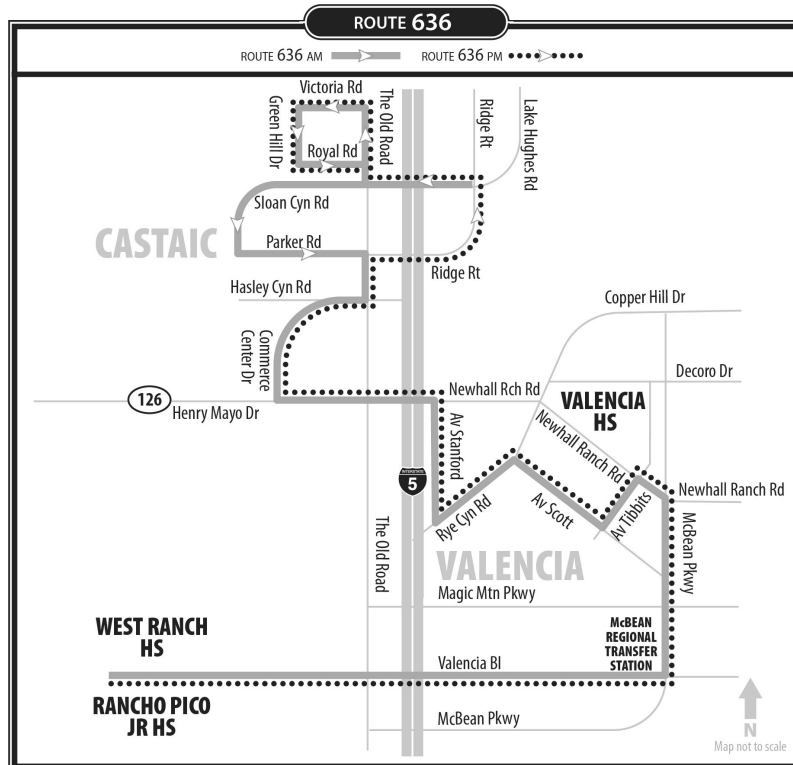 ROUTE 636
ROUTE 636 AM
ROUTE 636 PM
Victoria Rd
Green Hill Dr
The Old Road
Royal Rd
Ridge Rt
Lake Hughes Rd
Sloan Cyn Rd
CASTAIC
Parker Rd
Ridge Rt
Hasley Cyn Rd
Copper Hill Dr
Commerce
Center Dr
Decoro Dr
126
Henry Mayo Dr
Newhall Rch Rd
VALENCIA
HS
Newhall Ranch Rd
Av Stanford
INTERSTATE
5
Rye Cyn Rd
Av Scott
Av Tibbits
Newhall Ranch Rd
McBean Pkwy
The Old Road
VALENCIA
Magic Mtn Pkwy
WEST RANCH
HS
McBEAN
REGIONAL
TRANSFER
STATION
Valencia Bl
RANCHO PICO
JR HS
McBean Pkwy
N
Map not to scale